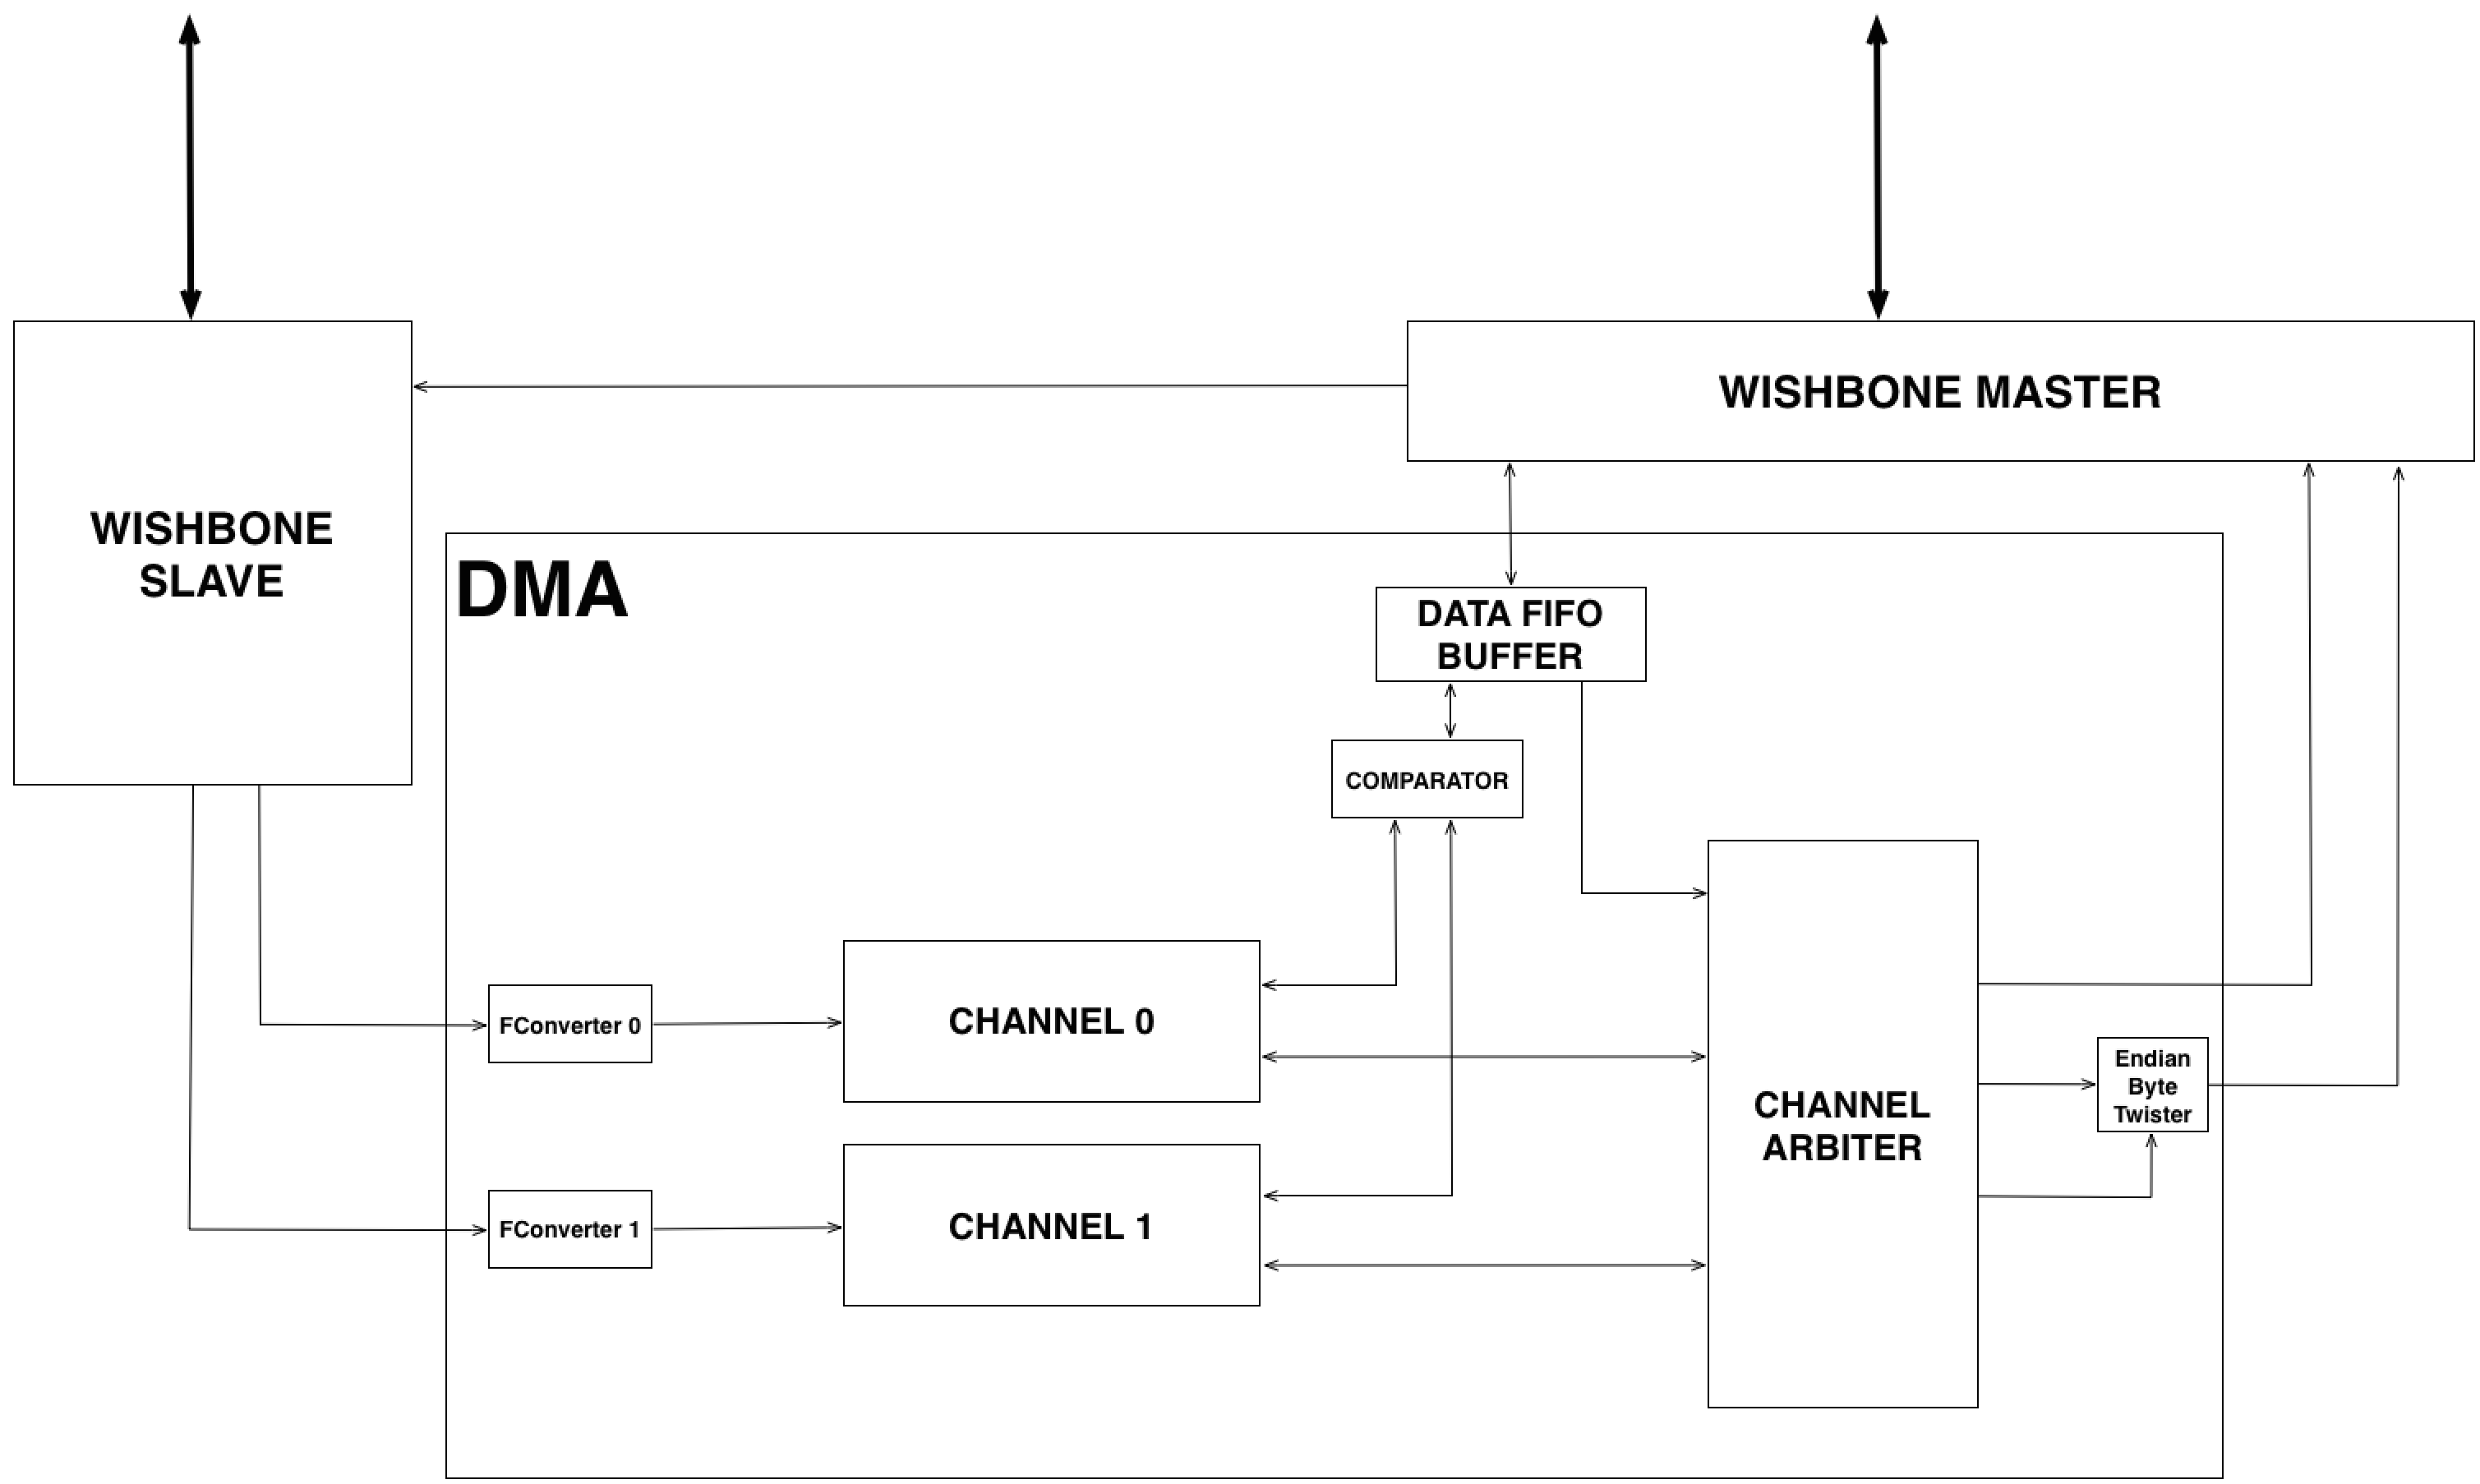 WISHBONE MASTER
WISHBONE
SLAVE
DMA
DATA FIFO
BUFFER
COMPARATOR
FConverter 0
CHANNEL 0
CHANNEL
ARBITER
Endian
Byte
Twister
FConverter 1
CHANNEL 1